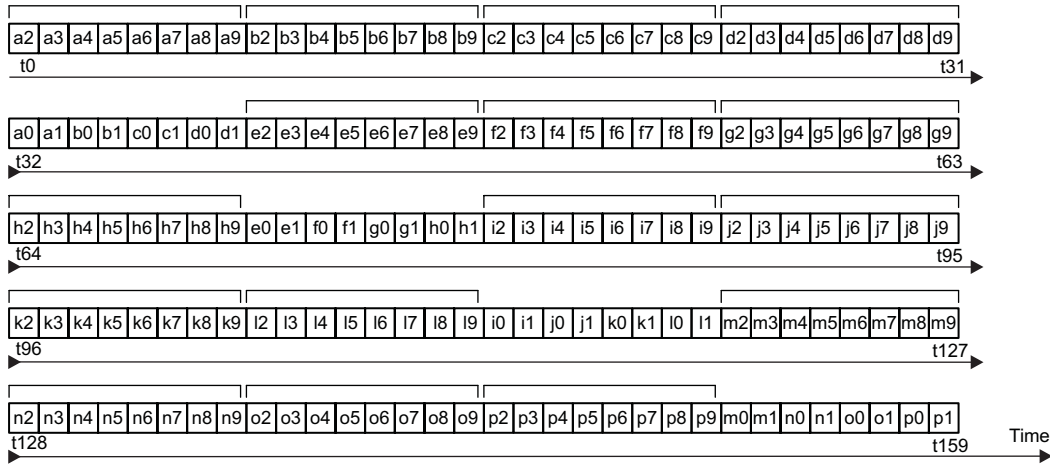 a2 a3 a4 a5 a6 a7 a8 a9 b2 b3 b4 b5 b6 b7 b8 b9 c2 c3 c4 c5 c6 c7 c8 c9 d2 d3 d4 d5 d6 d7 d8 d9
t0 t31
a0 a1 b0 b1 c0 c1 d0 d1 e2 e3 e4 e5 e6 e7 e8 e9 f2 f3 f4 f5 f6 f7 f8 f9 g2 g3 g4 g5 g6 g7 g8 g9
t32 t63
h2 h3 h4 h5 h6 h7 h8 h9 e0 e1 f0 f1 g0 g1 h0 h1 i2 i3 i4 i5 i6 i7 i8 i9 j2 j3 j4 j5 j6 j7 j8 j9
t64 t95
k2 k3 k4 k5 k6 k7 k8 k9 l2 l3 l4 l5 l6 l7 l8 l9 i0 i1 j0 j1 k0 k1 l0 l1 m2 m3 m4 m5 m6 m7 m8 m9
t96 t127
n2 n3 n4 n5 n6 n7 n8 n9 o2 o3 o4 o5 o6 o7 o8 o9 p2 p3 p4 p5 p6 p7 p8 p9 m0 m1 n0 n1 o0 o1 p0 p1
t128 t159 Time